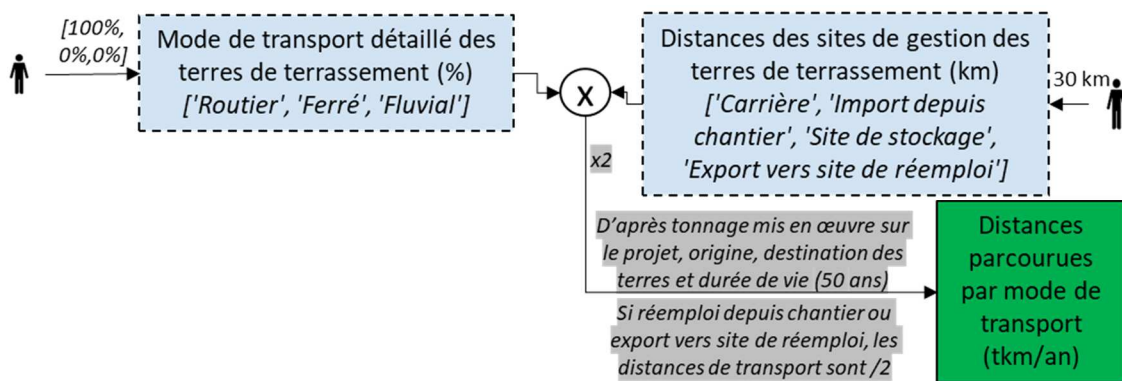 [100%,
0%,0%]
Mode de transport détaillé des
terres de terrassement (%)
['Routier', 'Ferré', 'Fluvial']
X
Distances des sites de gestion des
terres de terrassement (km)
['Carrière', 'Import depuis
chantier', 'Site de stockage',
'Export vers site de réemploi']
30 km
x2
D'après tonnage mis en œuvre sur
le projet, origine, destination des
terres et durée de vie (50 ans)
Si réemploi depuis chantier ou
export vers site de réemploi, les
distances de transport sont /2
Distances
parcourues
par mode de
transport
(tkm/an)